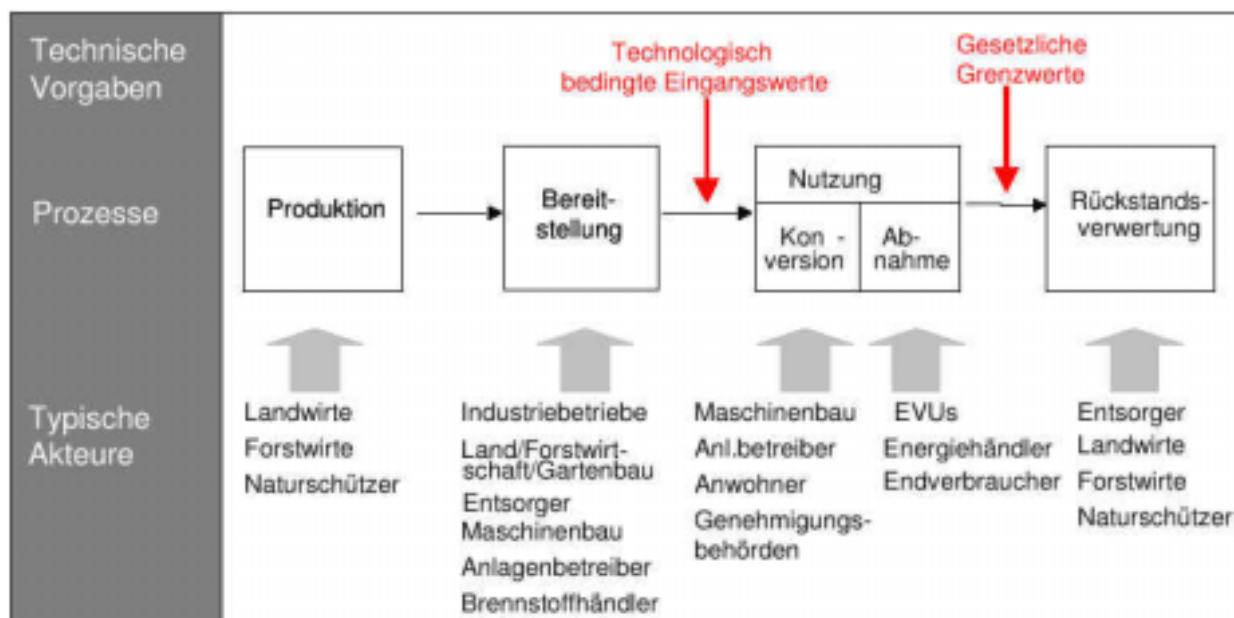 Technische
Vorgaben
Technologisch
bedingte Eingangswerte
Gesetzliche
Grenzwerte
Prozesse
Produktion
Bereit-
stellung
Nutzung
Kon -
version
Ab-
nahme
Rückstands-
verwertung
Typische
Akteure
Landwirte
Forstwirte
Naturschützer
Industriebetriebe
Land/Forstwirt-
schaft/Gartenbau
Entsorger
Maschinenbau
Anlagenbetreiber
Brennstoffhändler
Maschinenbau
Anl.betreiber
Anwohner
Genehmigungs-
behörden
EVUs
Energiehändler
Endverbraucher
Entsorger
Landwirte
Forstwirte
Naturschützer